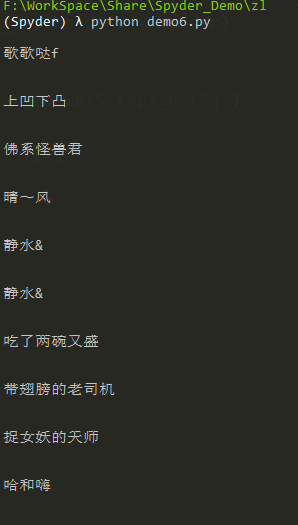 F:\WorkSpace\Share\Spyder_Demo\zl
(Spyder) λ python demo6.py
歌歌哒f
上凹下凸
佛系怪兽君
晴～风
静水&
静水&
吃了两碗又盛
带翅膀的老司机
捉女妖的天师
哈和嗨